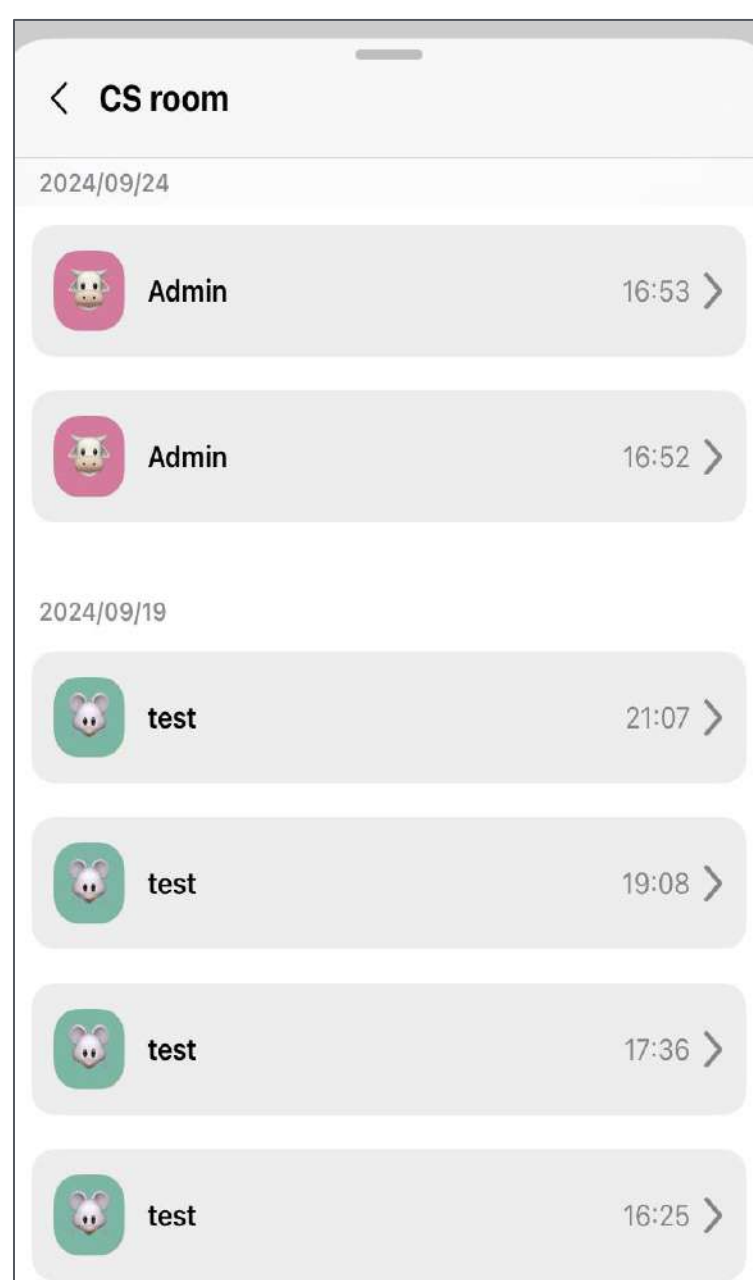 CS room
2024/09/24
Admin 16:53
Admin 16:52
2024/09/19
test 21:07
test 19:08
test 17:36
test 16:25